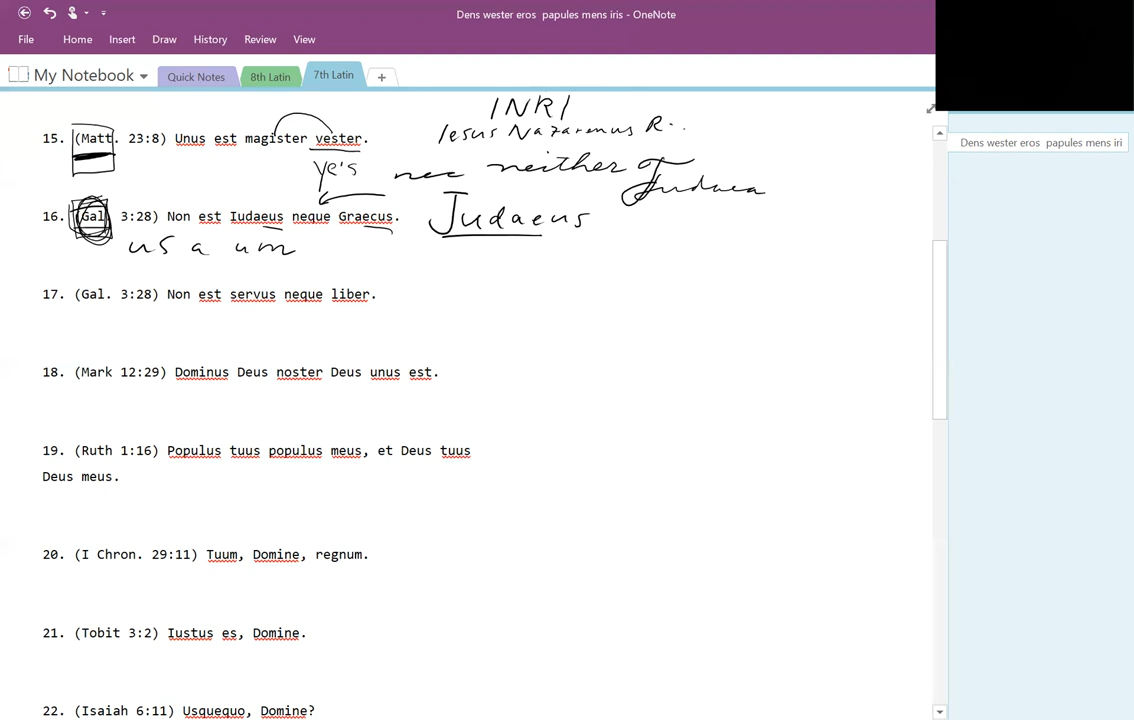 Dens wester eros papules mens iris - OneNote
File Home Insert Draw History Review View
My Notebook Quick Notes 8th Latin 7th Latin +
Dens wester eros papules mens iri
INRI
Iesus Nazarenus R..
15. (Matt. 23:8) Unus est magister vester.
ye's nec neither of
Judaea
16. (Gal 3:28) Non est Iudaeus neque Graecus. Judaeus
us a um
17. (Gal. 3:28) Non est servus neque liber.
18. (Mark 12:29) Dominus Deus noster Deus unus est.
19. (Ruth 1:16) Populus tuus populus meus, et Deus tuus
Deus meus.
20. (I Chron. 29:11) Tuum, Domine, regnum.
21. (Tobit 3:2) Iustus es, Domine.
22. (Isaiah 6:11) Usquequo, Domine?